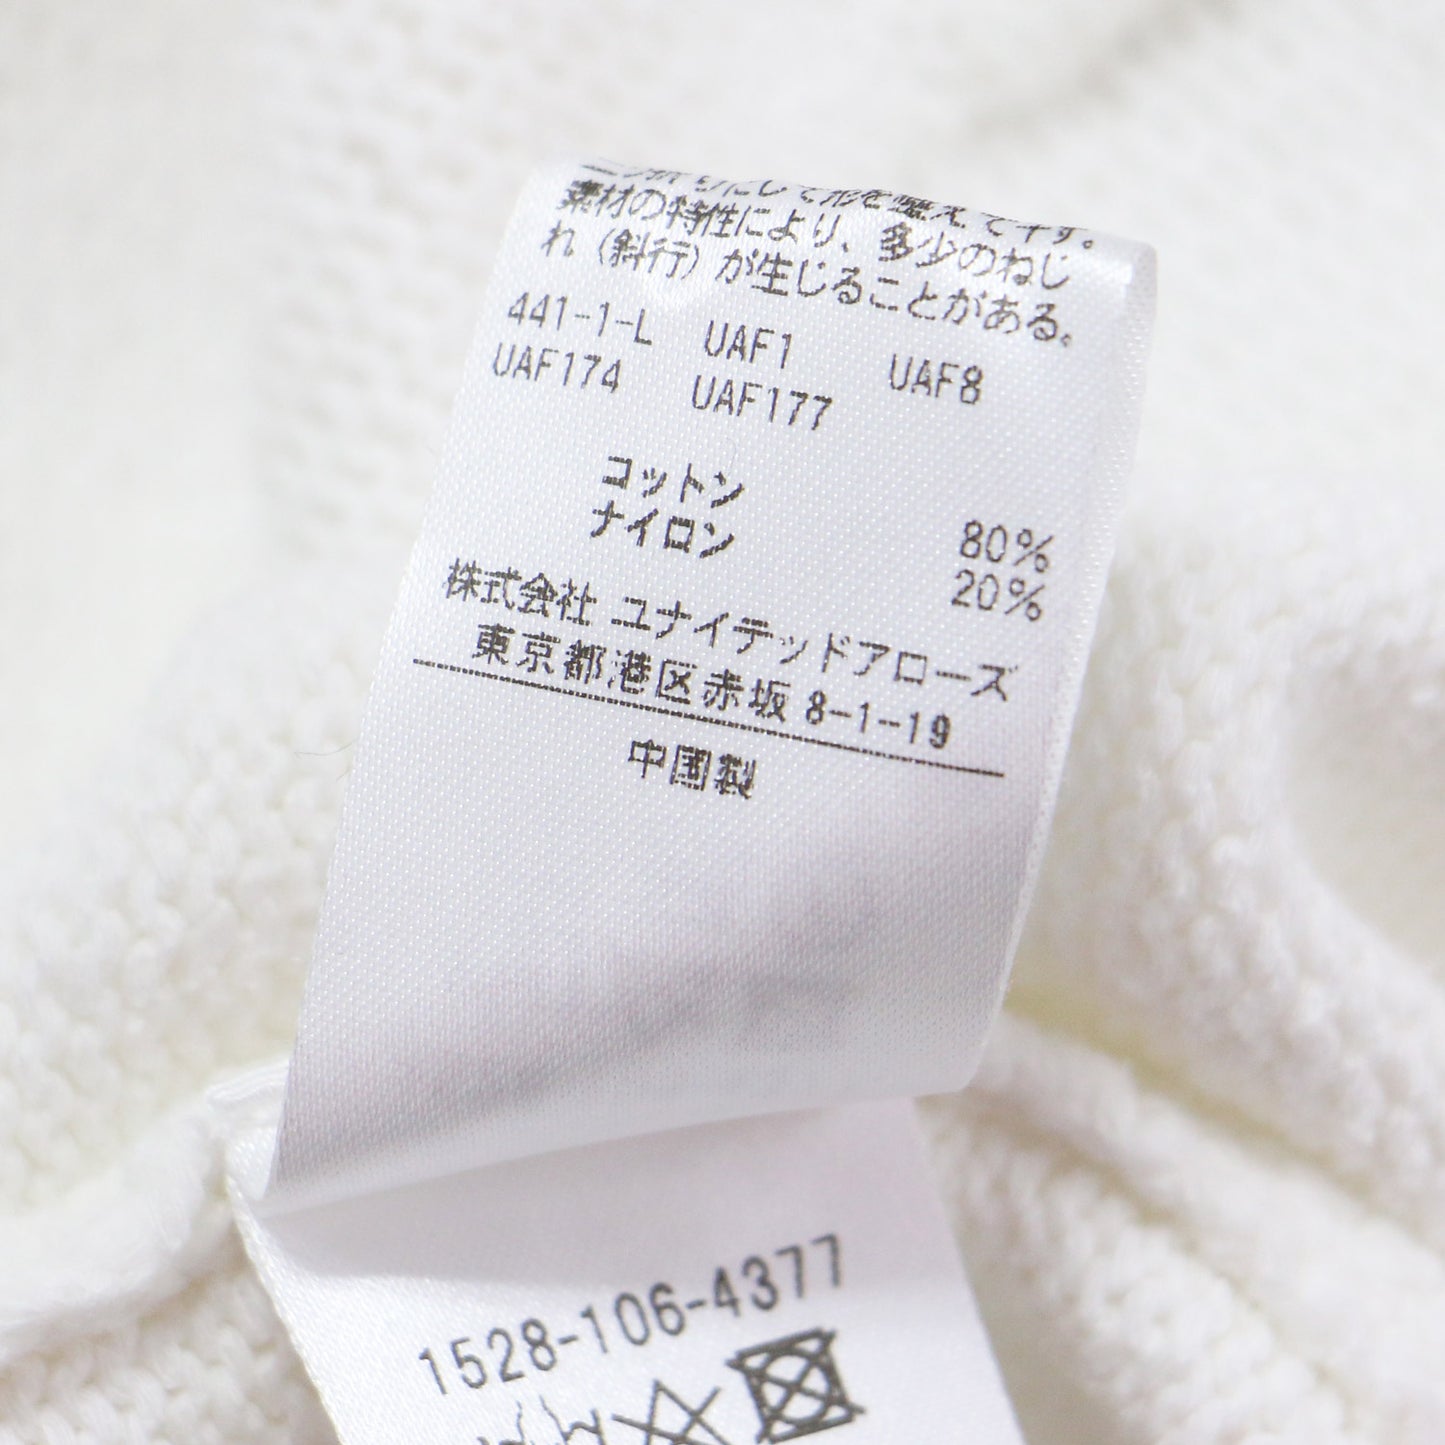 素材の特性により、多少のねじ
れ（斜行）が生じることがある。
441-1-L UAF1 UAF8
UAF174 UAF177
コットン 80%
ナイロン 20%
株式会社 ユナイテッドアローズ
東京都港区赤坂 8-1-19
中国製
1528-106-4377